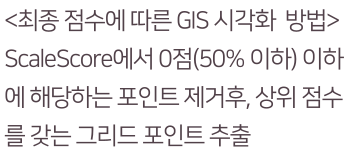 <최종 점수에 따른 GIS 시각화 방법>
ScaleScore에서 0점(50% 이하) 이하
에 해당하는 포인트 제거후, 상위 점수
를 갖는 그리드 포인트 추출